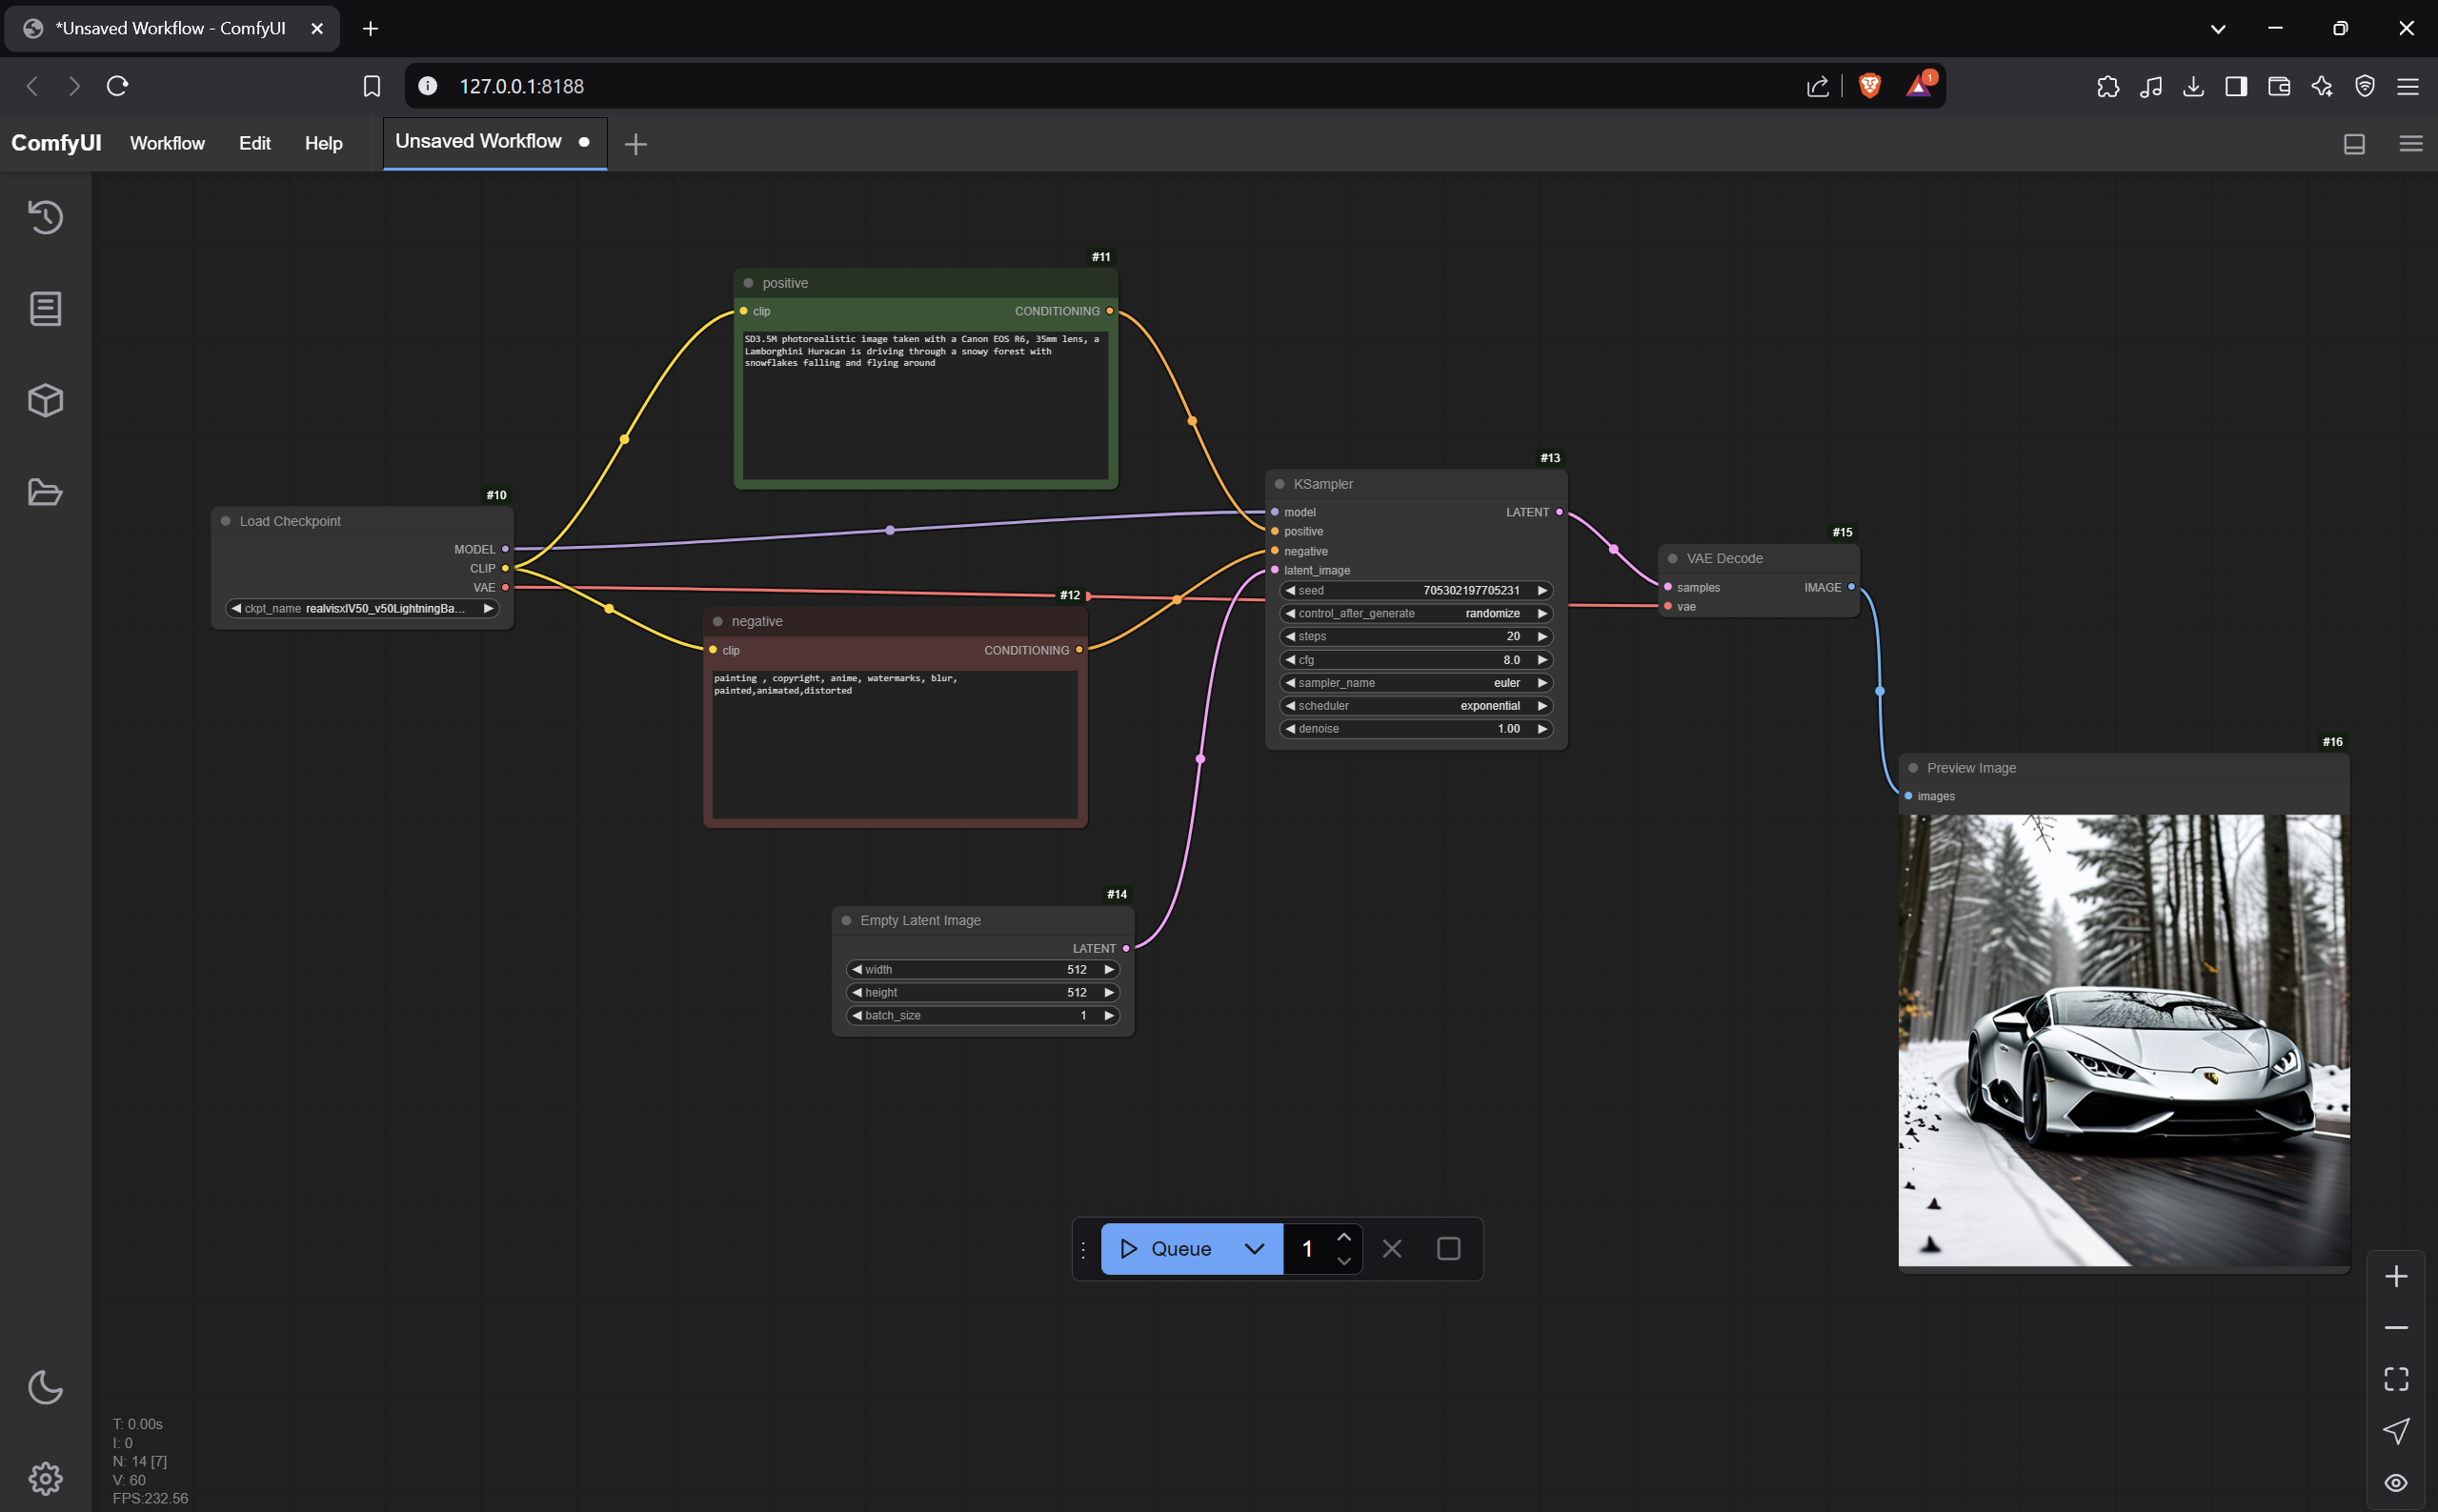 *Unsaved Workflow - ComfyUI
127.0.0.1:8188
1
ComfyUI
Workflow
Edit
Help
Unsaved Workflow
#11
positive
clip
CONDITIONING
SD3.5M photorealistic image taken with a Canon EOS R6, 35mm lens, a
Lamborghini Huracan is driving through a snowy forest with
snowflakes falling and flying around
#10
Load Checkpoint
MODEL
CLIP
VAE
ckpt_name realvisxlV50_v50LightningBa...
#12
negative
clip
CONDITIONING
painting , copyright, anime, watermarks, blur,
painted,animated,distorted
#13
KSampler
model
LATENT
positive
negative
latent_image
seed 705302197705231
control_after_generate randomize
steps 20
cfg 8.0
sampler_name euler
scheduler exponential
denoise 1.00
#14
Empty Latent Image
LATENT
width 512
height 512
batch_size 1
#15
VAE Decode
samples
IMAGE
vae
#16
Preview Image
images
Queue
1
T: 0.00s
I: 0
N: 14 [7]
V: 60
FPS:232.56